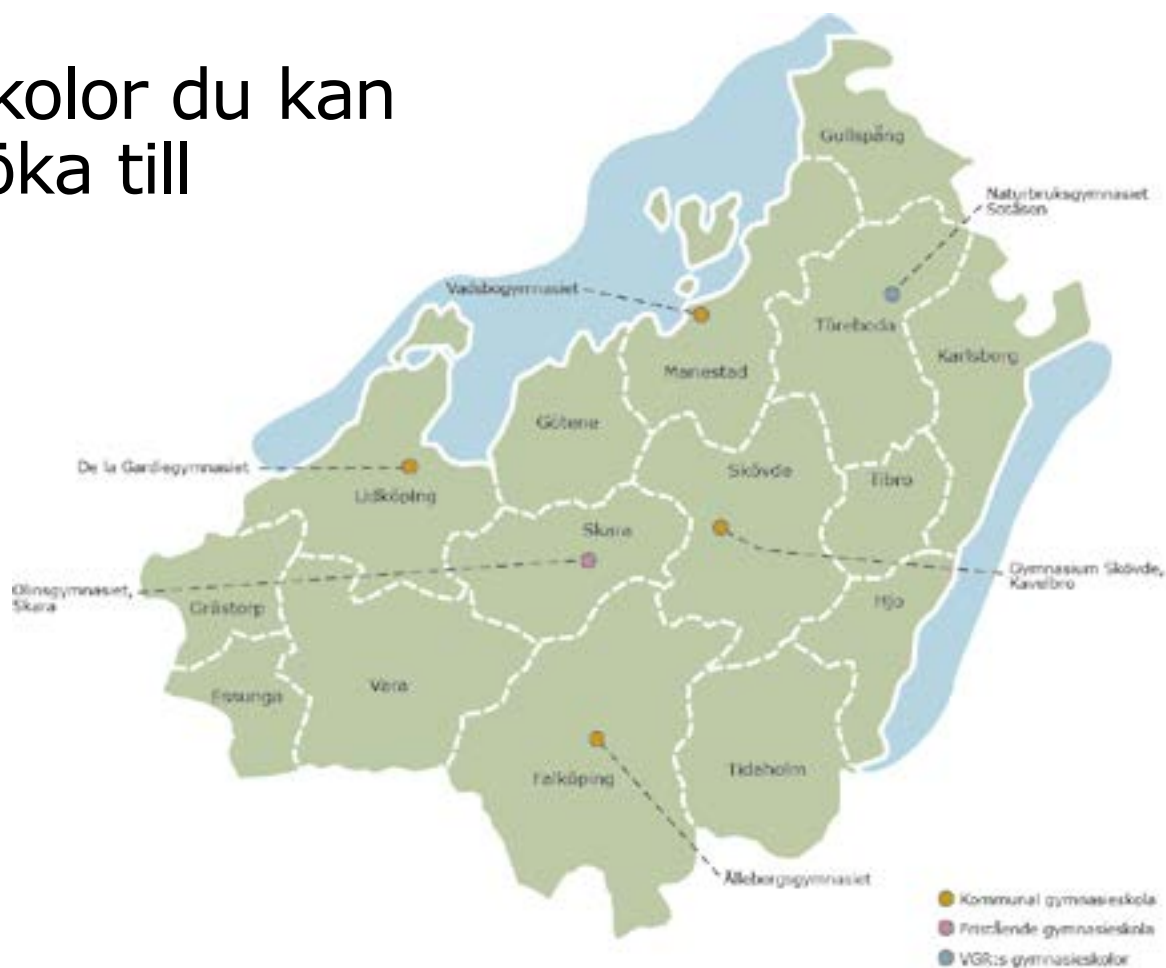 kolor du kan
öka till
Gullspång
Naturbruksgymnasiet
Sötåsen
Vadsbogymnasiet
Töreboda
Karlsborg
Mariestad
Götene
De la Gardiegymnasiet
Lidköping
Skövde
Tibro
Skara
Olinsgymnasiet,
Skara
Gymnasium Skövde,
Kavelbro
Grästorp
Hjo
Essunga
Vara
Falköping
Tidaholm
Ållebergsgymnasiet
Kommunal gymnasieskola
Fristående gymnasieskola
VGR:s gymnasieskolor